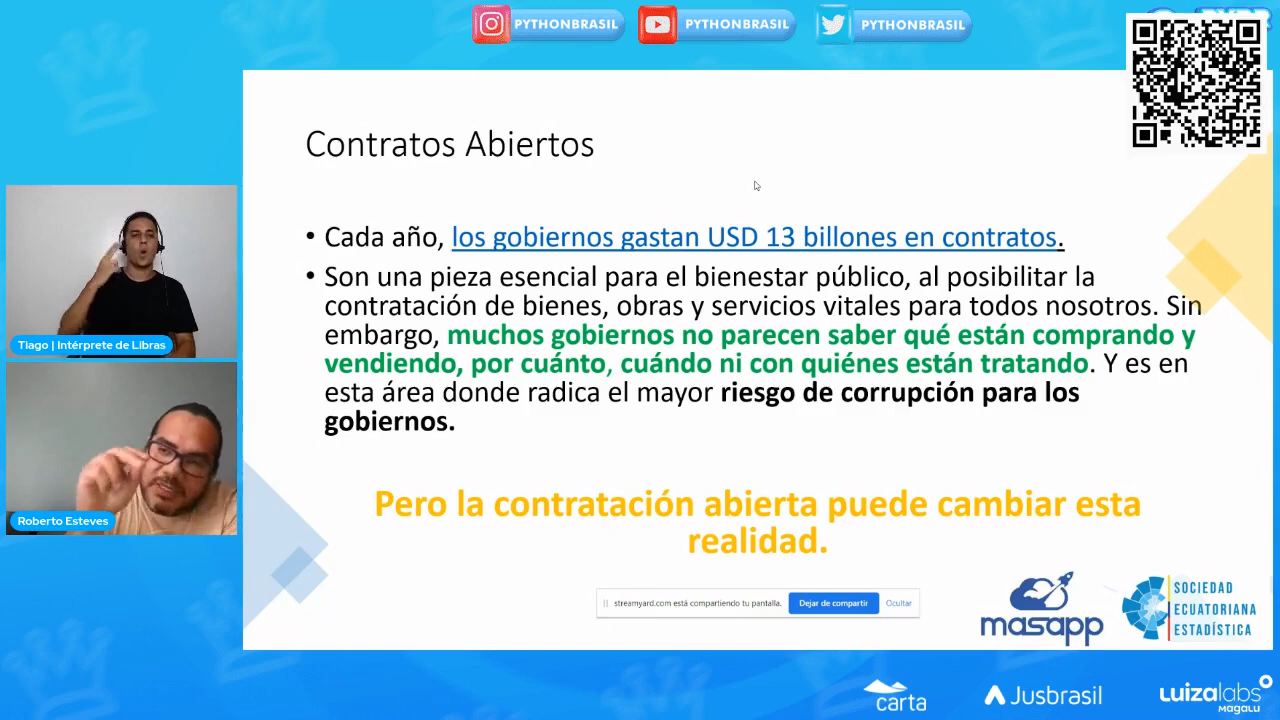 PYTHONBRASIL
PYTHONBRASIL
PYTHONBRASIL
Contratos Abiertos
• Cada año, los gobiernos gastan USD 13 billones en contratos.
• Son una pieza esencial para el bienestar público, al posibilitar la
contratación de bienes, obras y servicios vitales para todos nosotros. Sin
embargo, muchos gobiernos no parecen saber qué están comprando y
vendiendo, por cuánto, cuándo ni con quiénes están tratando. Y es en
esta área donde radica el mayor riesgo de corrupción para los
gobiernos.
Pero la contratación abierta puede cambiar esta
realidad.
Tiago | Intérprete de Libras
Roberto Esteves
streamyard.com está compartiendo tu pantalla.
Dejar de compartir
Ocultar
masapp
SOCIEDAD
ECUATORIANA
ESTADÍSTICA
carta
Jusbrasil
LUIZALABS
MAGALU